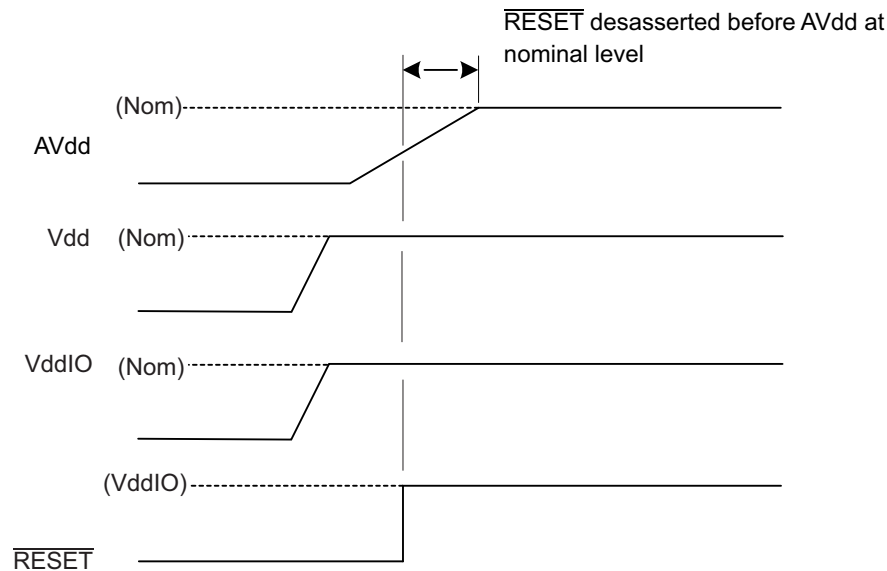 RESET desasserted before AVdd at
nominal level
(Nom)
AVdd
Vdd (Nom)
VddIO (Nom)
(VddIO)
RESET